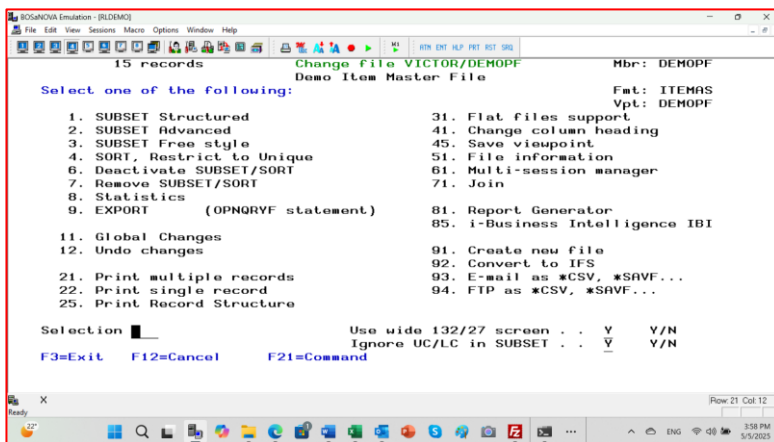 BOSaNOVA Emulation - [RLDEMO]
File Edit View Sessions Macro Options Window Help
ATN ENT HLP PRT RST SRQ
15 records Change file VICTOR/DEMOPF Mbr: DEMOPF
Demo Item Master File
Select one of the following: Fmt: ITEMAS
Vpt: DEMOPF
1. SUBSET Structured 31. Flat files support
2. SUBSET Advanced 41. Change column heading
3. SUBSET Free style 45. Save viewpoint
4. SORT, Restrict to Unique 51. File information
6. Deactivate SUBSET/SORT 61. Multi-session manager
7. Remove SUBSET/SORT 71. Join
8. Statistics
9. EXPORT (OPNQRYF statement) 81. Report Generator
85. i-Business Intelligence IBI
11. Global Changes
12. Undo changes 91. Create new file
92. Convert to IFS
21. Print multiple records 93. E-mail as *CSV, *SAVF...
22. Print single record 94. FTP as *CSV, *SAVF...
25. Print Record Structure
Selection Use wide 132/27 screen . . Y Y/N
Ignore UC/LC in SUBSET . . Y Y/N
F3=Exit F12=Cancel F21=Command
X Row: 21 Col: 12
Ready
22° ENG 3:58 PM
5/5/2025